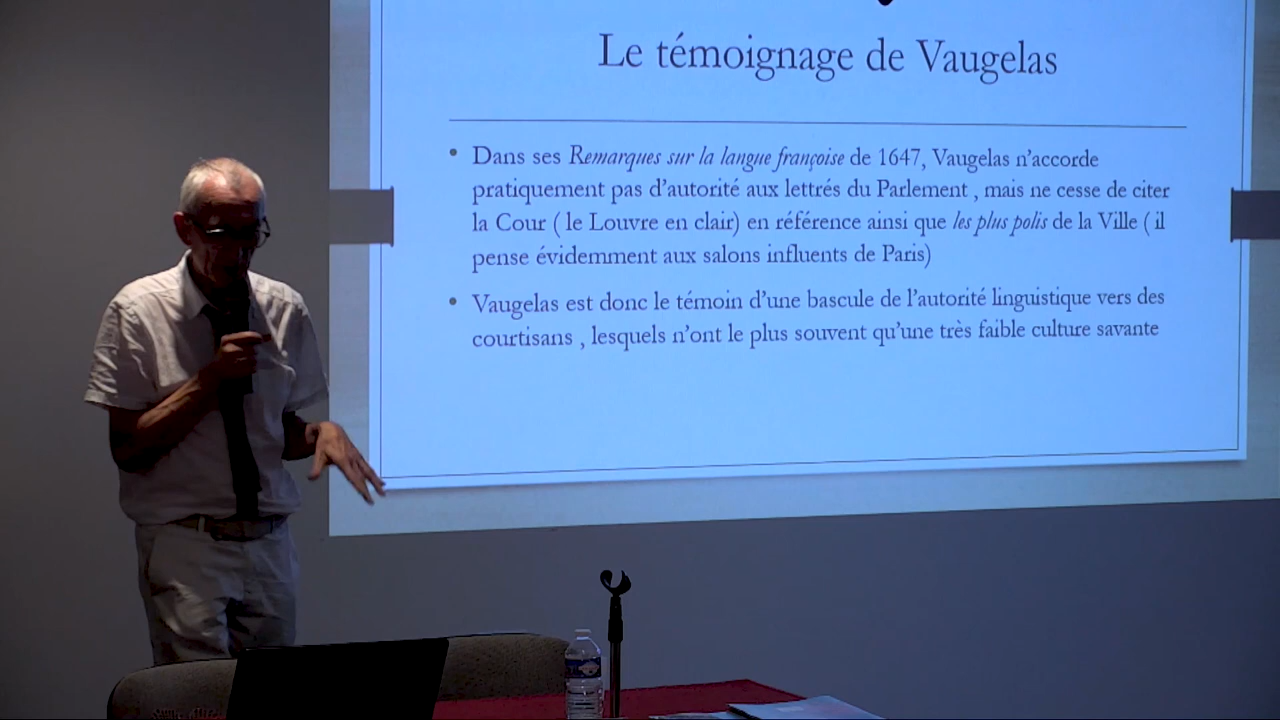 Le témoignage de Vaugelas
• Dans ses Remarques sur la langue françoise de 1647, Vaugelas n'accorde
pratiquement pas d'autorité aux lettrés du Parlement , mais ne cesse de citer
la Cour ( le Louvre en clair) en référence ainsi que les plus polis de la Ville ( il
pense évidemment aux salons influents de Paris)
• Vaugelas est donc le témoin d'une bascule de l'autorité linguistique vers des
courtisans , lesquels n'ont le plus souvent qu'une très faible culture savante